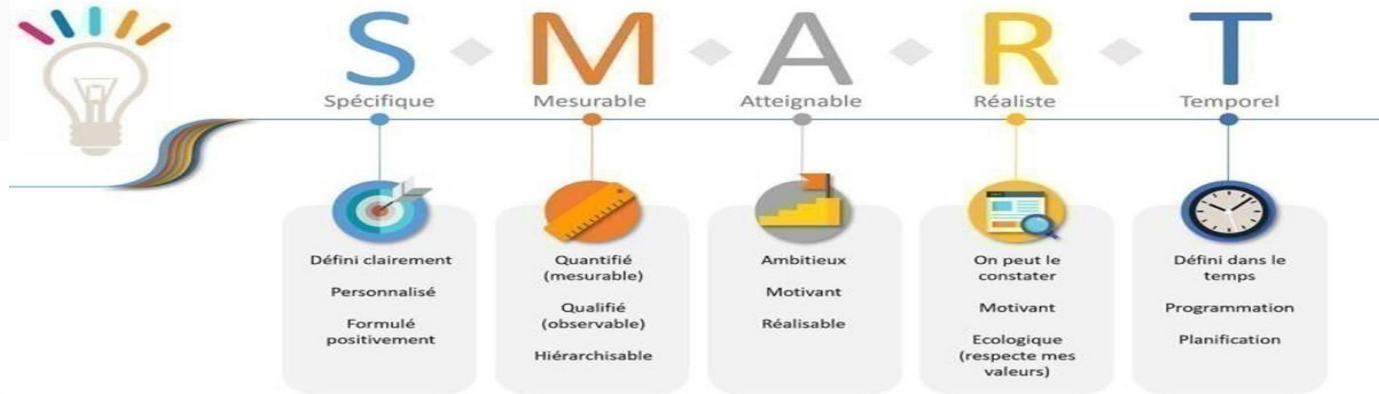 S M A R T
Spécifique
Mesurable
Atteignable
Réaliste
Temporel
Défini clairement
Personnalisé
Formulé
positivement
Quantifié
(mesurable)
Qualifié
(observable)
Hiérarchisable
Ambitieux
Motivant
Réalisable
On peut le
constater
Motivant
Ecologique
(respecte mes
valeurs)
Défini dans le
temps
Programmation
Planification